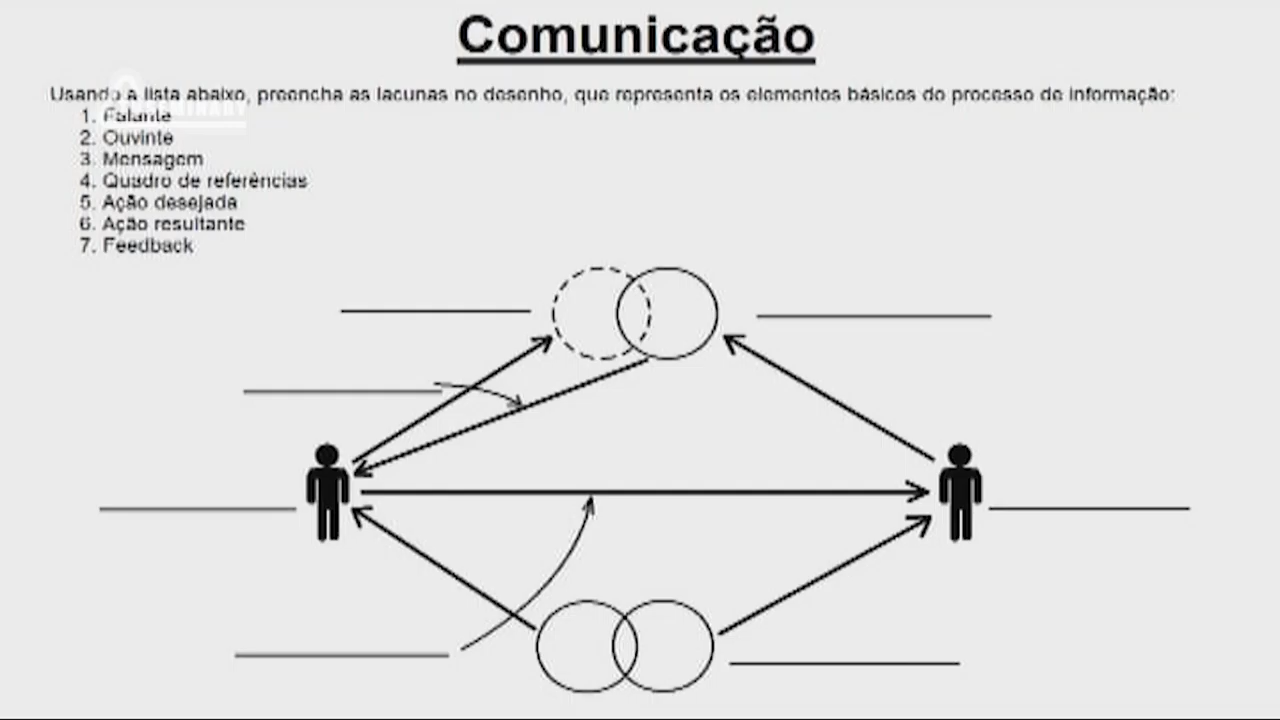 Comunicação
Usando a lista abaixo, preencha as lacunas no desenho, que representa os elementos básicos do processo de informação:
1. Falante
2. Ouvinte
3. Mensagem
4. Quadro de referências
5. Ação desejada
6. Ação resultante
7. Feedback